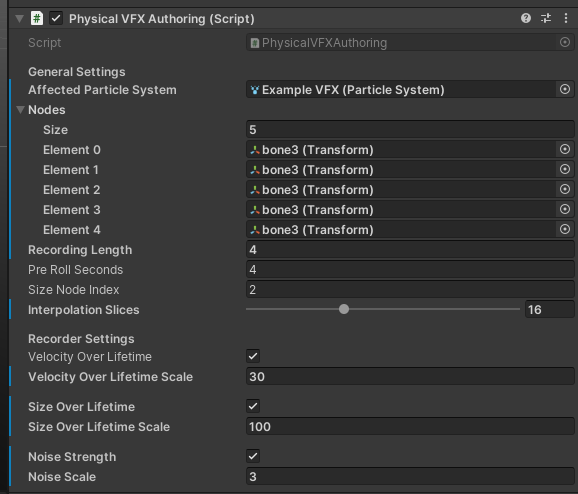 Physical VFX Authoring (Script)
Script PhysicalVFXAuthoring
General Settings
Affected Particle System Example VFX (Particle System)
Nodes
Size 5
Element 0 bone3 (Transform)
Element 1 bone3 (Transform)
Element 2 bone3 (Transform)
Element 3 bone3 (Transform)
Element 4 bone3 (Transform)
Recording Length 4
Pre Roll Seconds 4
Size Node Index 2
Interpolation Slices 16
Recorder Settings
Velocity Over Lifetime
Velocity Over Lifetime Scale 30
Size Over Lifetime
Size Over Lifetime Scale 100
Noise Strength
Noise Scale 3